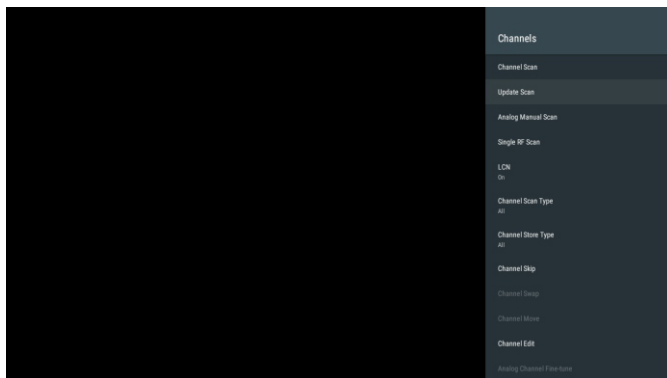 Channels
Channel Scan
Update Scan
Analog Manual Scan
Single RF Scan
LCN
On
Channel Scan Type
All
Channel Store Type
All
Channel Skip
Channel Swap
Channel Move
Channel Edit
Analog Channel Fine-tune